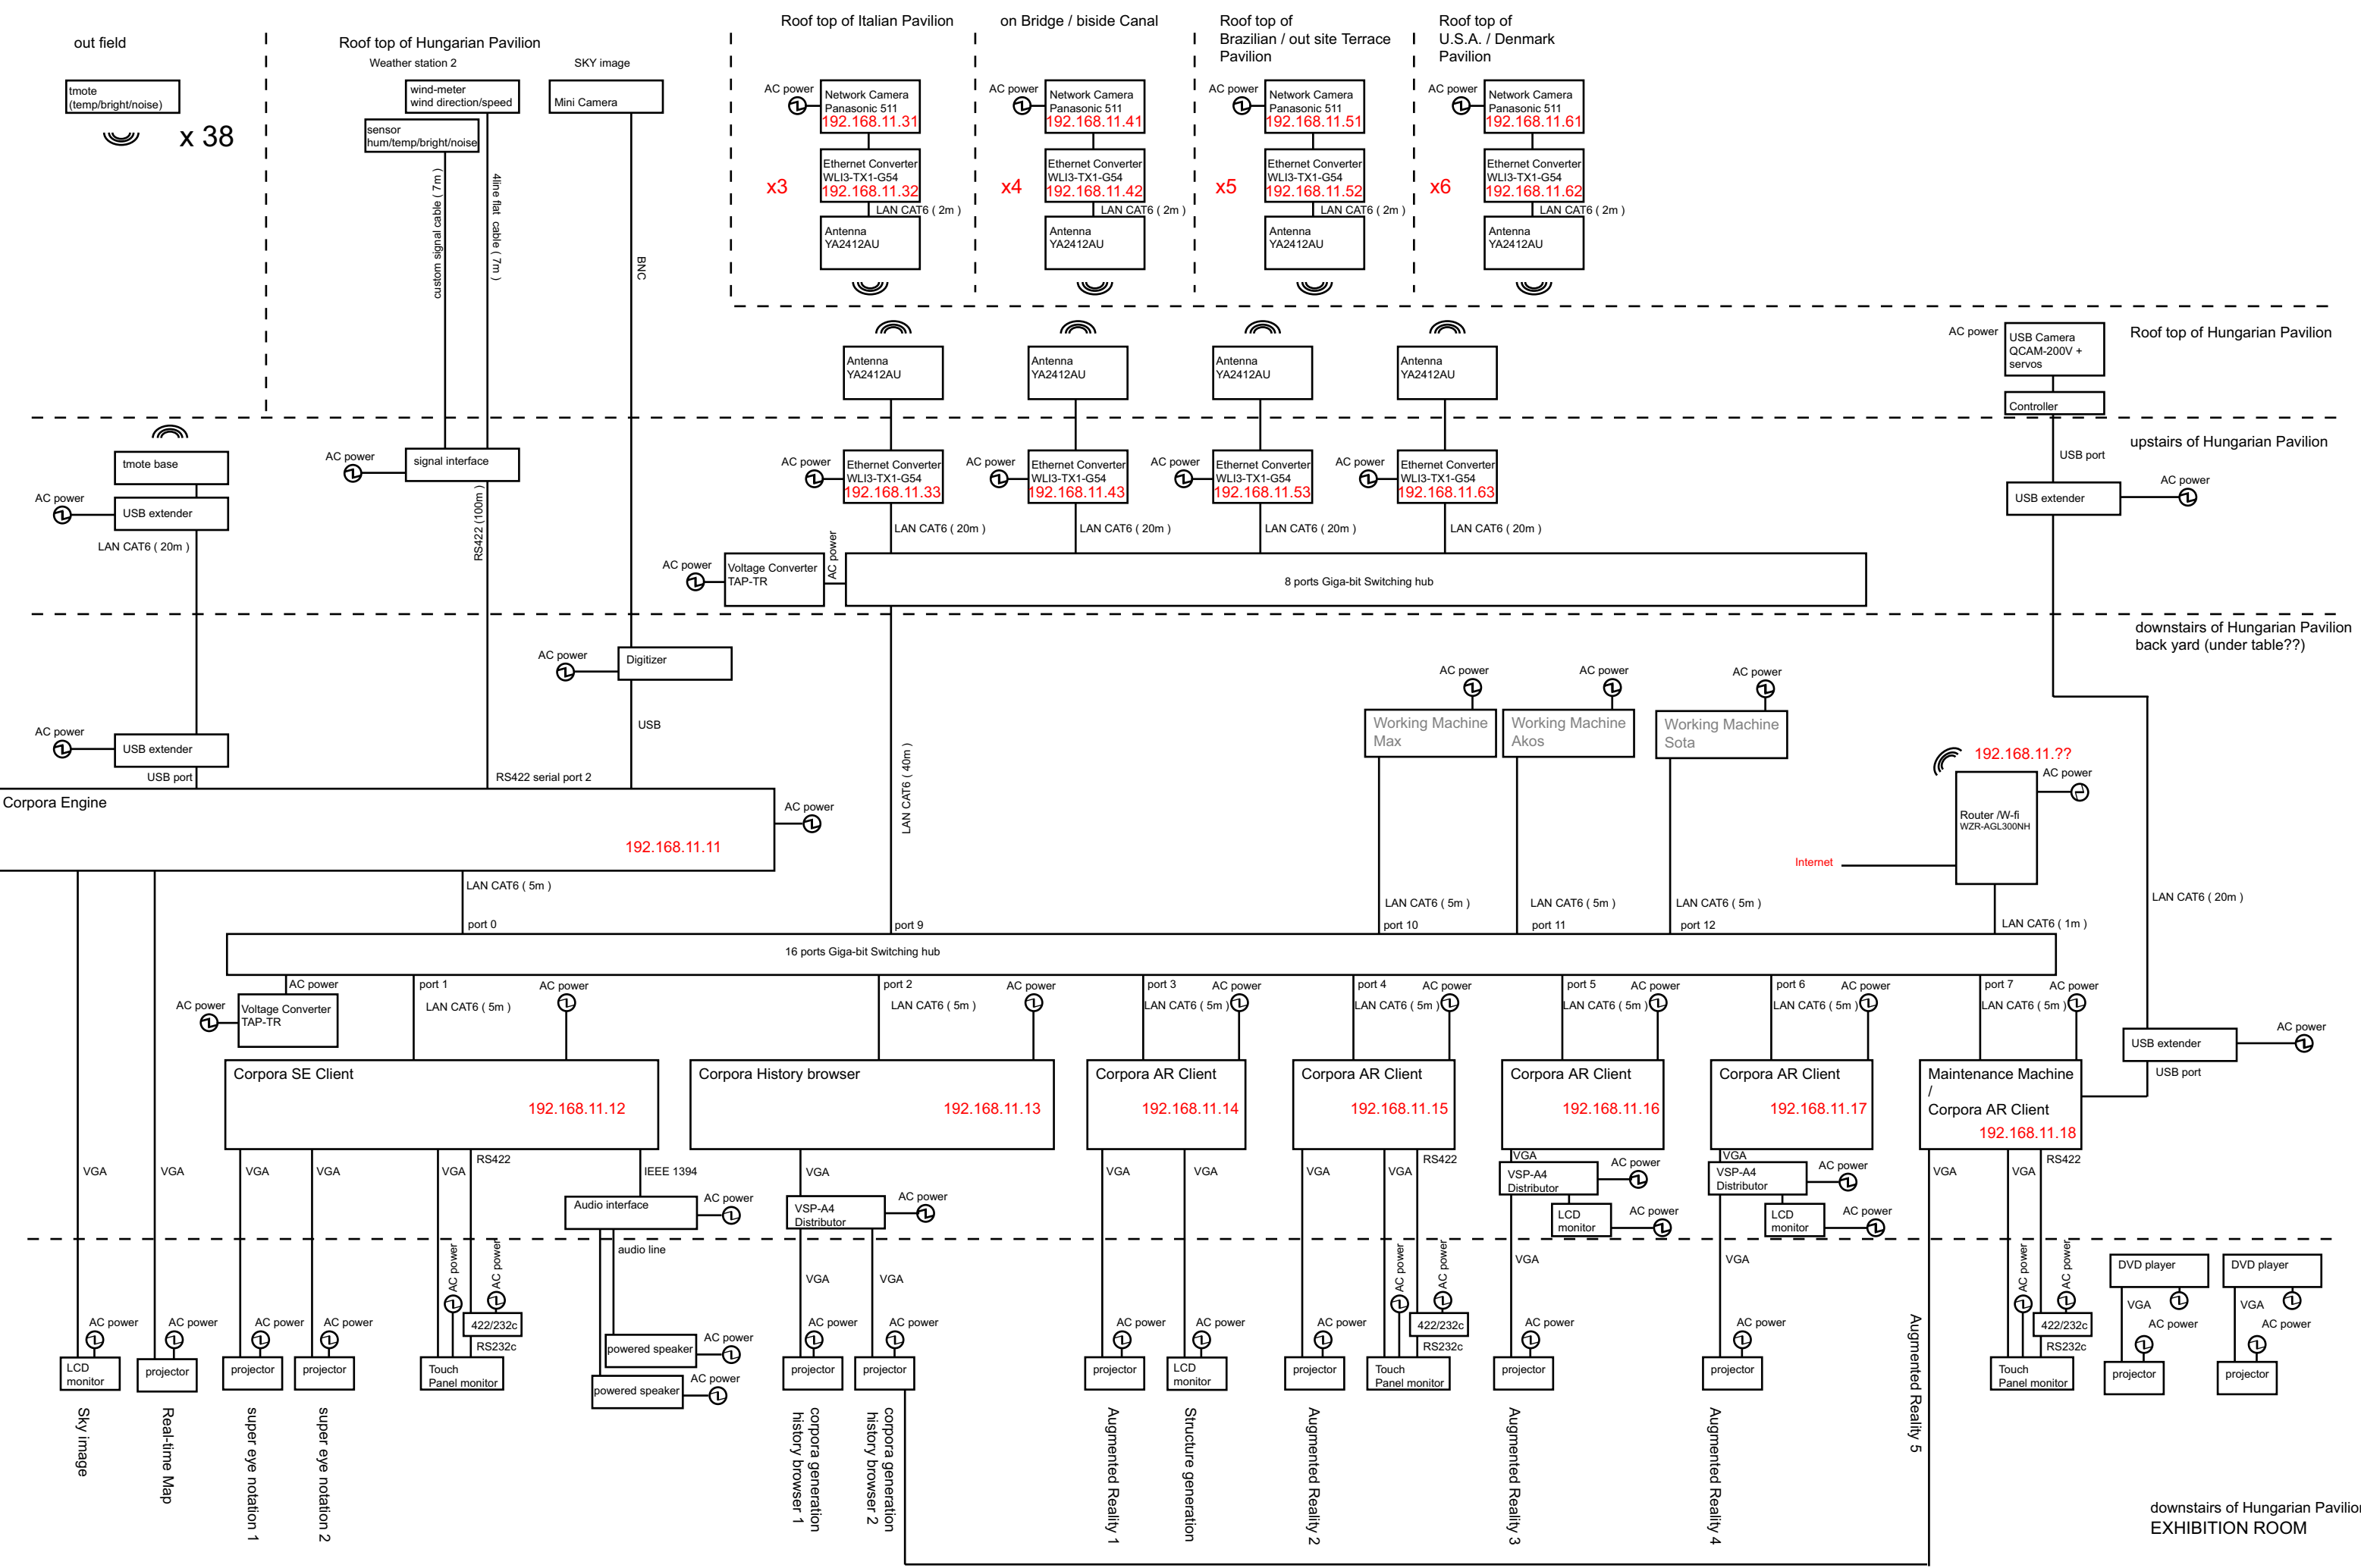 out field
tmote
(temp/bright/noise)
x 38
Roof top of Hungarian Pavilion
Weather station 2
SKY image
wind-meter
wind direction/speed
sensor
hum/temp/bright/noise
Mini Camera
custom signal cable ( 7m )
4line flat cable ( 7m )
BNC
Roof top of Italian Pavilion
AC power
Network Camera
Panasonic 511
192.168.11.31
x3
Ethernet Converter
WLI3-TX1-G54
192.168.11.32
LAN CAT6 ( 2m )
Antenna
YA2412AU
on Bridge / biside Canal
AC power
Network Camera
Panasonic 511
192.168.11.41
x4
Ethernet Converter
WLI3-TX1-G54
192.168.11.42
LAN CAT6 ( 2m )
Antenna
YA2412AU
Roof top of
Brazilian / out site Terrace
Pavilion
AC power
Network Camera
Panasonic 511
192.168.11.51
x5
Ethernet Converter
WLI3-TX1-G54
192.168.11.52
LAN CAT6 ( 2m )
Antenna
YA2412AU
Roof top of
U.S.A. / Denmark
Pavilion
AC power
Network Camera
Panasonic 511
192.168.11.61
x6
Ethernet Converter
WLI3-TX1-G54
192.168.11.62
LAN CAT6 ( 2m )
Antenna
YA2412AU
Antenna
YA2412AU
Antenna
YA2412AU
Antenna
YA2412AU
Antenna
YA2412AU
AC power
USB Camera
QCAM-200V +
servos
Controller
Roof top of Hungarian Pavilion
tmote base
AC power
USB extender
LAN CAT6 ( 20m )
AC power
signal interface
RS422 (100m )
AC power
Ethernet Converter
WLI3-TX1-G54
192.168.11.33
LAN CAT6 ( 20m )
AC power
Ethernet Converter
WLI3-TX1-G54
192.168.11.43
LAN CAT6 ( 20m )
AC power
Ethernet Converter
WLI3-TX1-G54
192.168.11.53
LAN CAT6 ( 20m )
AC power
Ethernet Converter
WLI3-TX1-G54
192.168.11.63
LAN CAT6 ( 20m )
AC power
Voltage Converter
TAP-TR
AC power
8 ports Giga-bit Switching hub
upstairs of Hungarian Pavilion
USB port
USB extender
AC power
downstairs of Hungarian Pavilion
back yard (under table??)
AC power
Digitizer
USB
AC power
USB extender
USB port
RS422 serial port 2
Corpora Engine
192.168.11.11
AC power
LAN CAT6 ( 5m )
port 0
LAN CAT6 ( 40m )
port 9
AC power
Working Machine
Max
LAN CAT6 ( 5m )
port 10
AC power
Working Machine
Akos
LAN CAT6 ( 5m )
port 11
AC power
Working Machine
Sota
LAN CAT6 ( 5m )
port 12
192.168.11.??
AC power
Router /W-fi
WZR-AGL300NH
Internet
LAN CAT6 ( 1m )
LAN CAT6 ( 20m )
16 ports Giga-bit Switching hub
AC power
AC power
Voltage Converter
TAP-TR
port 1
LAN CAT6 ( 5m )
AC power
port 2
LAN CAT6 ( 5m )
AC power
port 3
LAN CAT6 ( 5m )
AC power
port 4
LAN CAT6 ( 5m )
AC power
port 5
LAN CAT6 ( 5m )
AC power
port 6
LAN CAT6 ( 5m )
AC power
port 7
LAN CAT6 ( 5m )
AC power
USB extender
AC power
USB port
Corpora SE Client
192.168.11.12
Corpora History browser
192.168.11.13
Corpora AR Client
192.168.11.14
Corpora AR Client
192.168.11.15
Corpora AR Client
192.168.11.16
Corpora AR Client
192.168.11.17
Maintenance Machine
/
Corpora AR Client
192.168.11.18
VGA
VGA
VGA
VGA
VGA
RS422
IEEE 1394
Audio interface
AC power
audio line
VGA
VSP-A4
Distributor
AC power
VGA
VGA
VGA
VGA
VGA
VGA
RS422
VGA
VSP-A4
Distributor
AC power
LCD
monitor
AC power
VGA
VGA
VSP-A4
Distributor
AC power
LCD
monitor
AC power
VGA
VGA
VGA
RS422
AC power
LCD
monitor
Sky image
AC power
projector
Real-time Map
AC power
projector
super eye notation 1
AC power
projector
super eye notation 2
AC power
AC power
422/232c
RS232c
Touch
Panel monitor
powered speaker
AC power
powered speaker
AC power
AC power
projector
corpora generation
history browser 1
AC power
projector
corpora generation
history browser 2
AC power
projector
Augmented Reality 1
AC power
LCD
monitor
Structure generation
AC power
projector
Augmented Reality 2
AC power
AC power
422/232c
RS232c
Touch
Panel monitor
AC power
projector
Augmented Reality 3
AC power
projector
Augmented Reality 4
Augmented Reality 5
AC power
AC power
422/232c
RS232c
Touch
Panel monitor
DVD player
VGA
AC power
projector
DVD player
VGA
AC power
projector
downstairs of Hungarian Pavilion
EXHIBITION ROOM